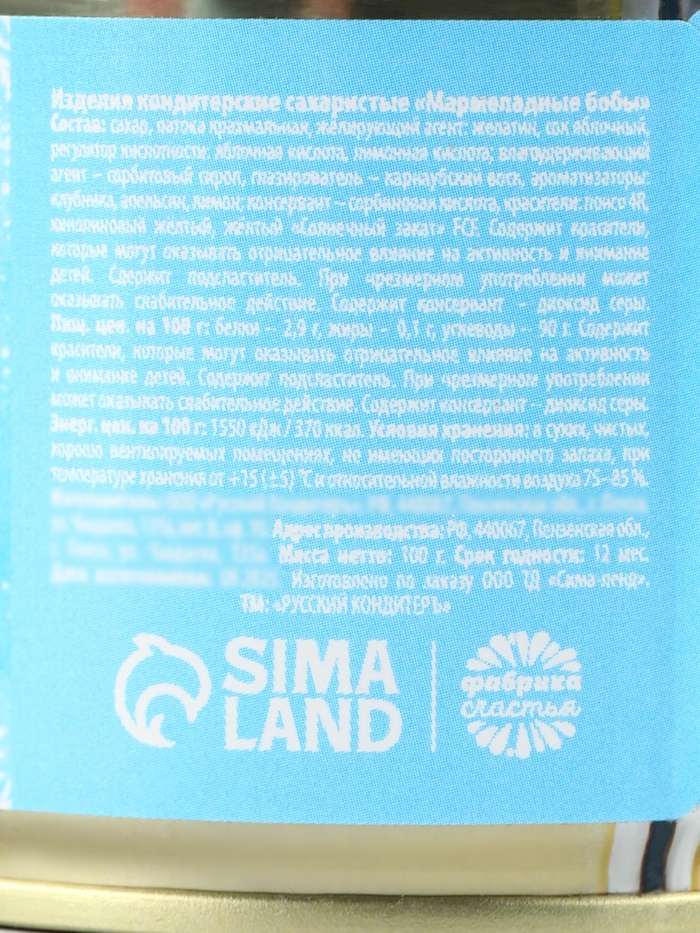 Изделия кондитерские сахаристые «Мармеладные бобы»
Состав: сахар, патока крахмальная, желирующий агент: желатин, сок яблочный,
регулятор кислотности: яблочная кислота, лимонная кислота; влагоудерживающий
агент – сорбитовый сироп, глазирователь – карнаубский воск, ароматизаторы:
клубника, апельсин, лимон; консервант – сорбиновая кислота, красители: понсо 4R,
хинолиновый жёлтый, жёлтый «Солнечный закат» FCF. Содержит красители,
которые могут оказывать отрицательное влияние на активность и внимание
детей. Содержит подсластитель. При чрезмерном употреблении может
оказывать слабительное действие. Содержит консервант – диоксид серы.
Пищ. цен. на 100 г: белки – 2,9 г, жиры – 0,1 г, углеводы – 90 г. Содержит
красители, которые могут оказывать отрицательное влияние на активность
и внимание детей. Содержит подсластитель. При чрезмерном употреблении
может оказывать слабительное действие. Содержит консервант – диоксид серы.
Энерг. цен. на 100 г: 1550 кДж / 370 ккал. Условия хранения: в сухих, чистых,
хорошо вентилируемых помещениях, не имеющих постороннего запаха, при
температуре хранения от +15 (±5) °С и относительной влажности воздуха 75–85 %.
Адрес производства: РФ, 440067, Пензенская обл.,
Масса нетто: 100 г. Срок годности: 12 мес.
Изготовлено по заказу ООО ТД «Сима-ленд».
ТМ: «РУССКИЙ КОНДИТЕРЪ»
SIMA
LAND
фабрика
счастья